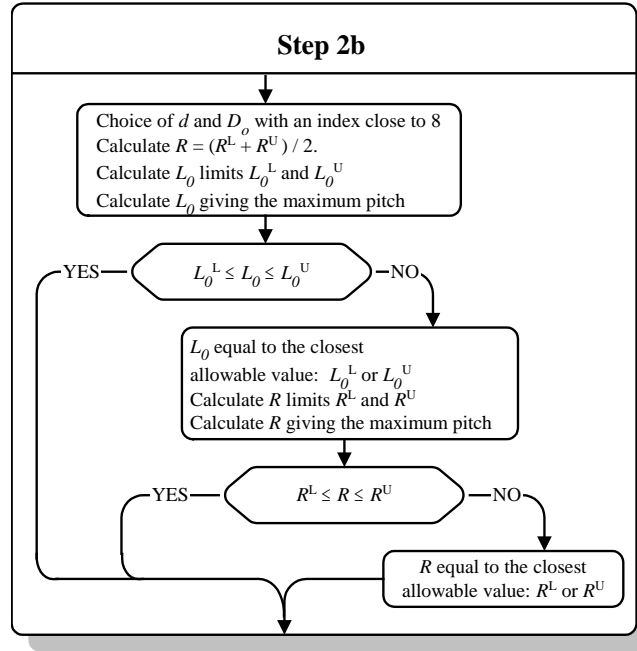 Step 2b
Choice of d and Dₒ with an index close to 8
Calculate R = (Rᴸ + Rᵁ) / 2.
Calculate L₀ limits L₀ᴸ and L₀ᵁ
Calculate L₀ giving the maximum pitch
YES
L₀ᴸ ≤ L₀ ≤ L₀ᵁ
NO
L₀ equal to the closest
allowable value: L₀ᴸ or L₀ᵁ
Calculate R limits Rᴸ and Rᵁ
Calculate R giving the maximum pitch
YES
Rᴸ ≤ R ≤ Rᵁ
NO
R equal to the closest
allowable value: Rᴸ or Rᵁ